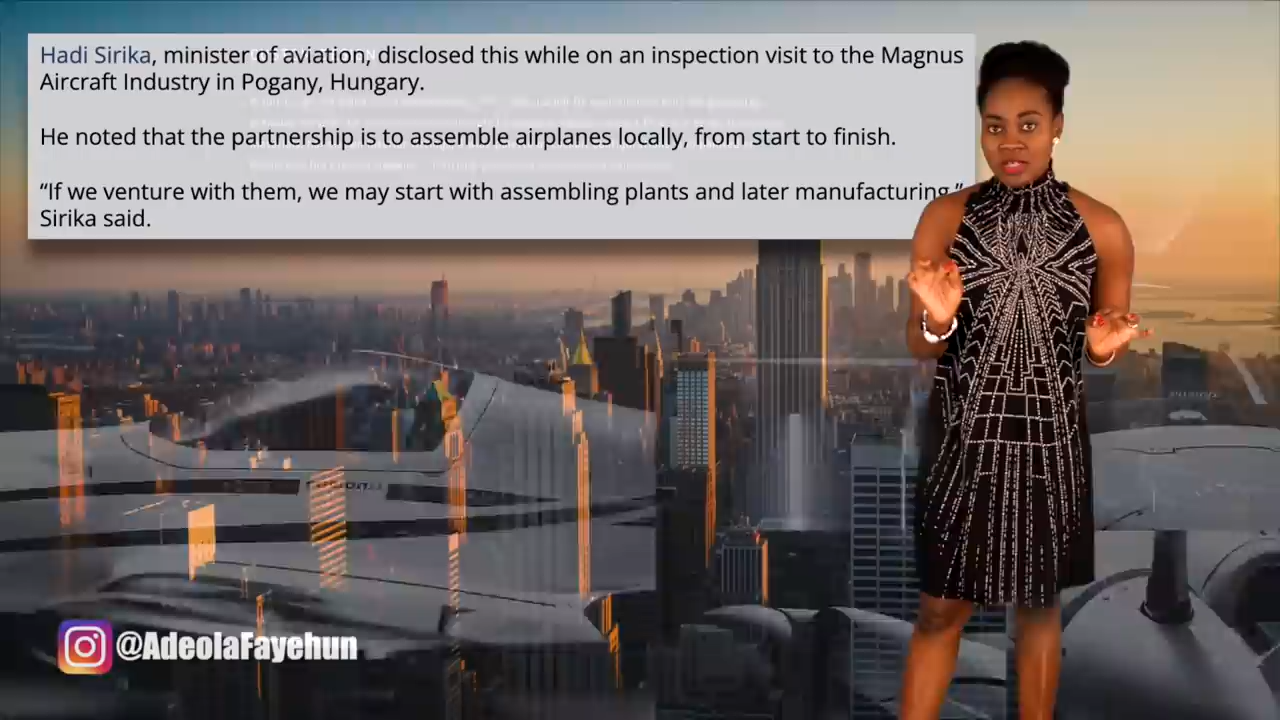 Hadi Sirika, minister of aviation, disclosed this while on an inspection visit to the Magnus
Aircraft Industry in Pogany, Hungary.
He noted that the partnership is to assemble airplanes locally, from start to finish.
“If we venture with them, we may start with assembling plants and later manufacturing,”
Sirika said.
@AdeolaFayehun